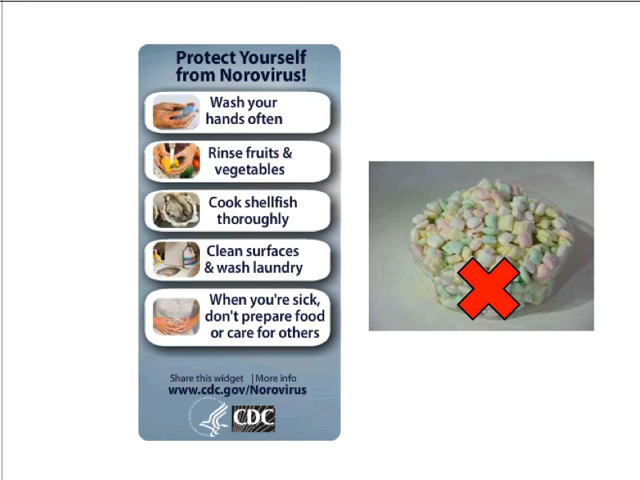 Protect Yourself
from Norovirus!
Wash your
hands often
Rinse fruits &
vegetables
Cook shellfish
thoroughly
Clean surfaces
& wash laundry
When you're sick,
don't prepare food
or care for others
Share this widget | More info
www.cdc.gov/Norovirus
CDC